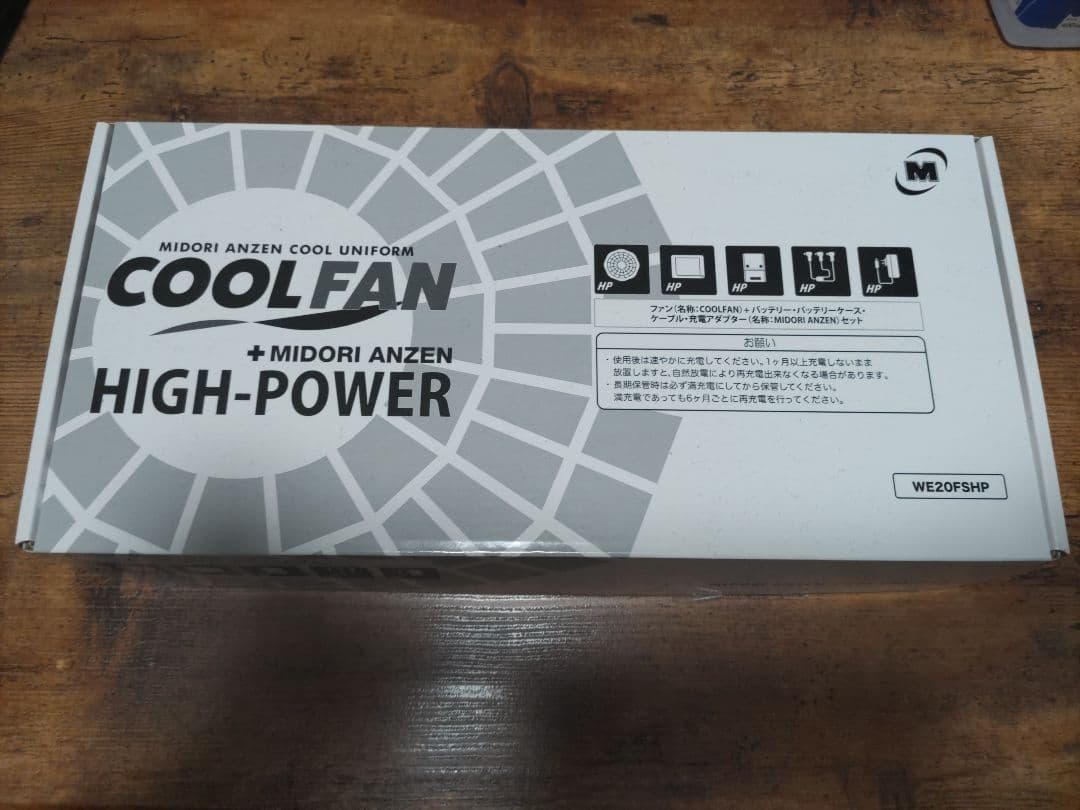 MIDORI ANZEN COOL UNIFORM
COOLFAN
+MIDORI ANZEN
HIGH-POWER
M
HP
HP
HP
HP
HP
ファン(名称:COOLFAN)+バッテリー・バッテリーケース・
ケーブル・充電アダプター(名称:MIDORI ANZEN)セット
お願い
・使用後は速やかに充電してください。1ヶ月以上充電しないまま
放置しますと、自然放電により再充電出来なくなる場合があります。
・長期保管時は必ず満充電にしてから保管してください。
満充電であっても6ヶ月ごとに再充電を行ってください。
WE20FSHP